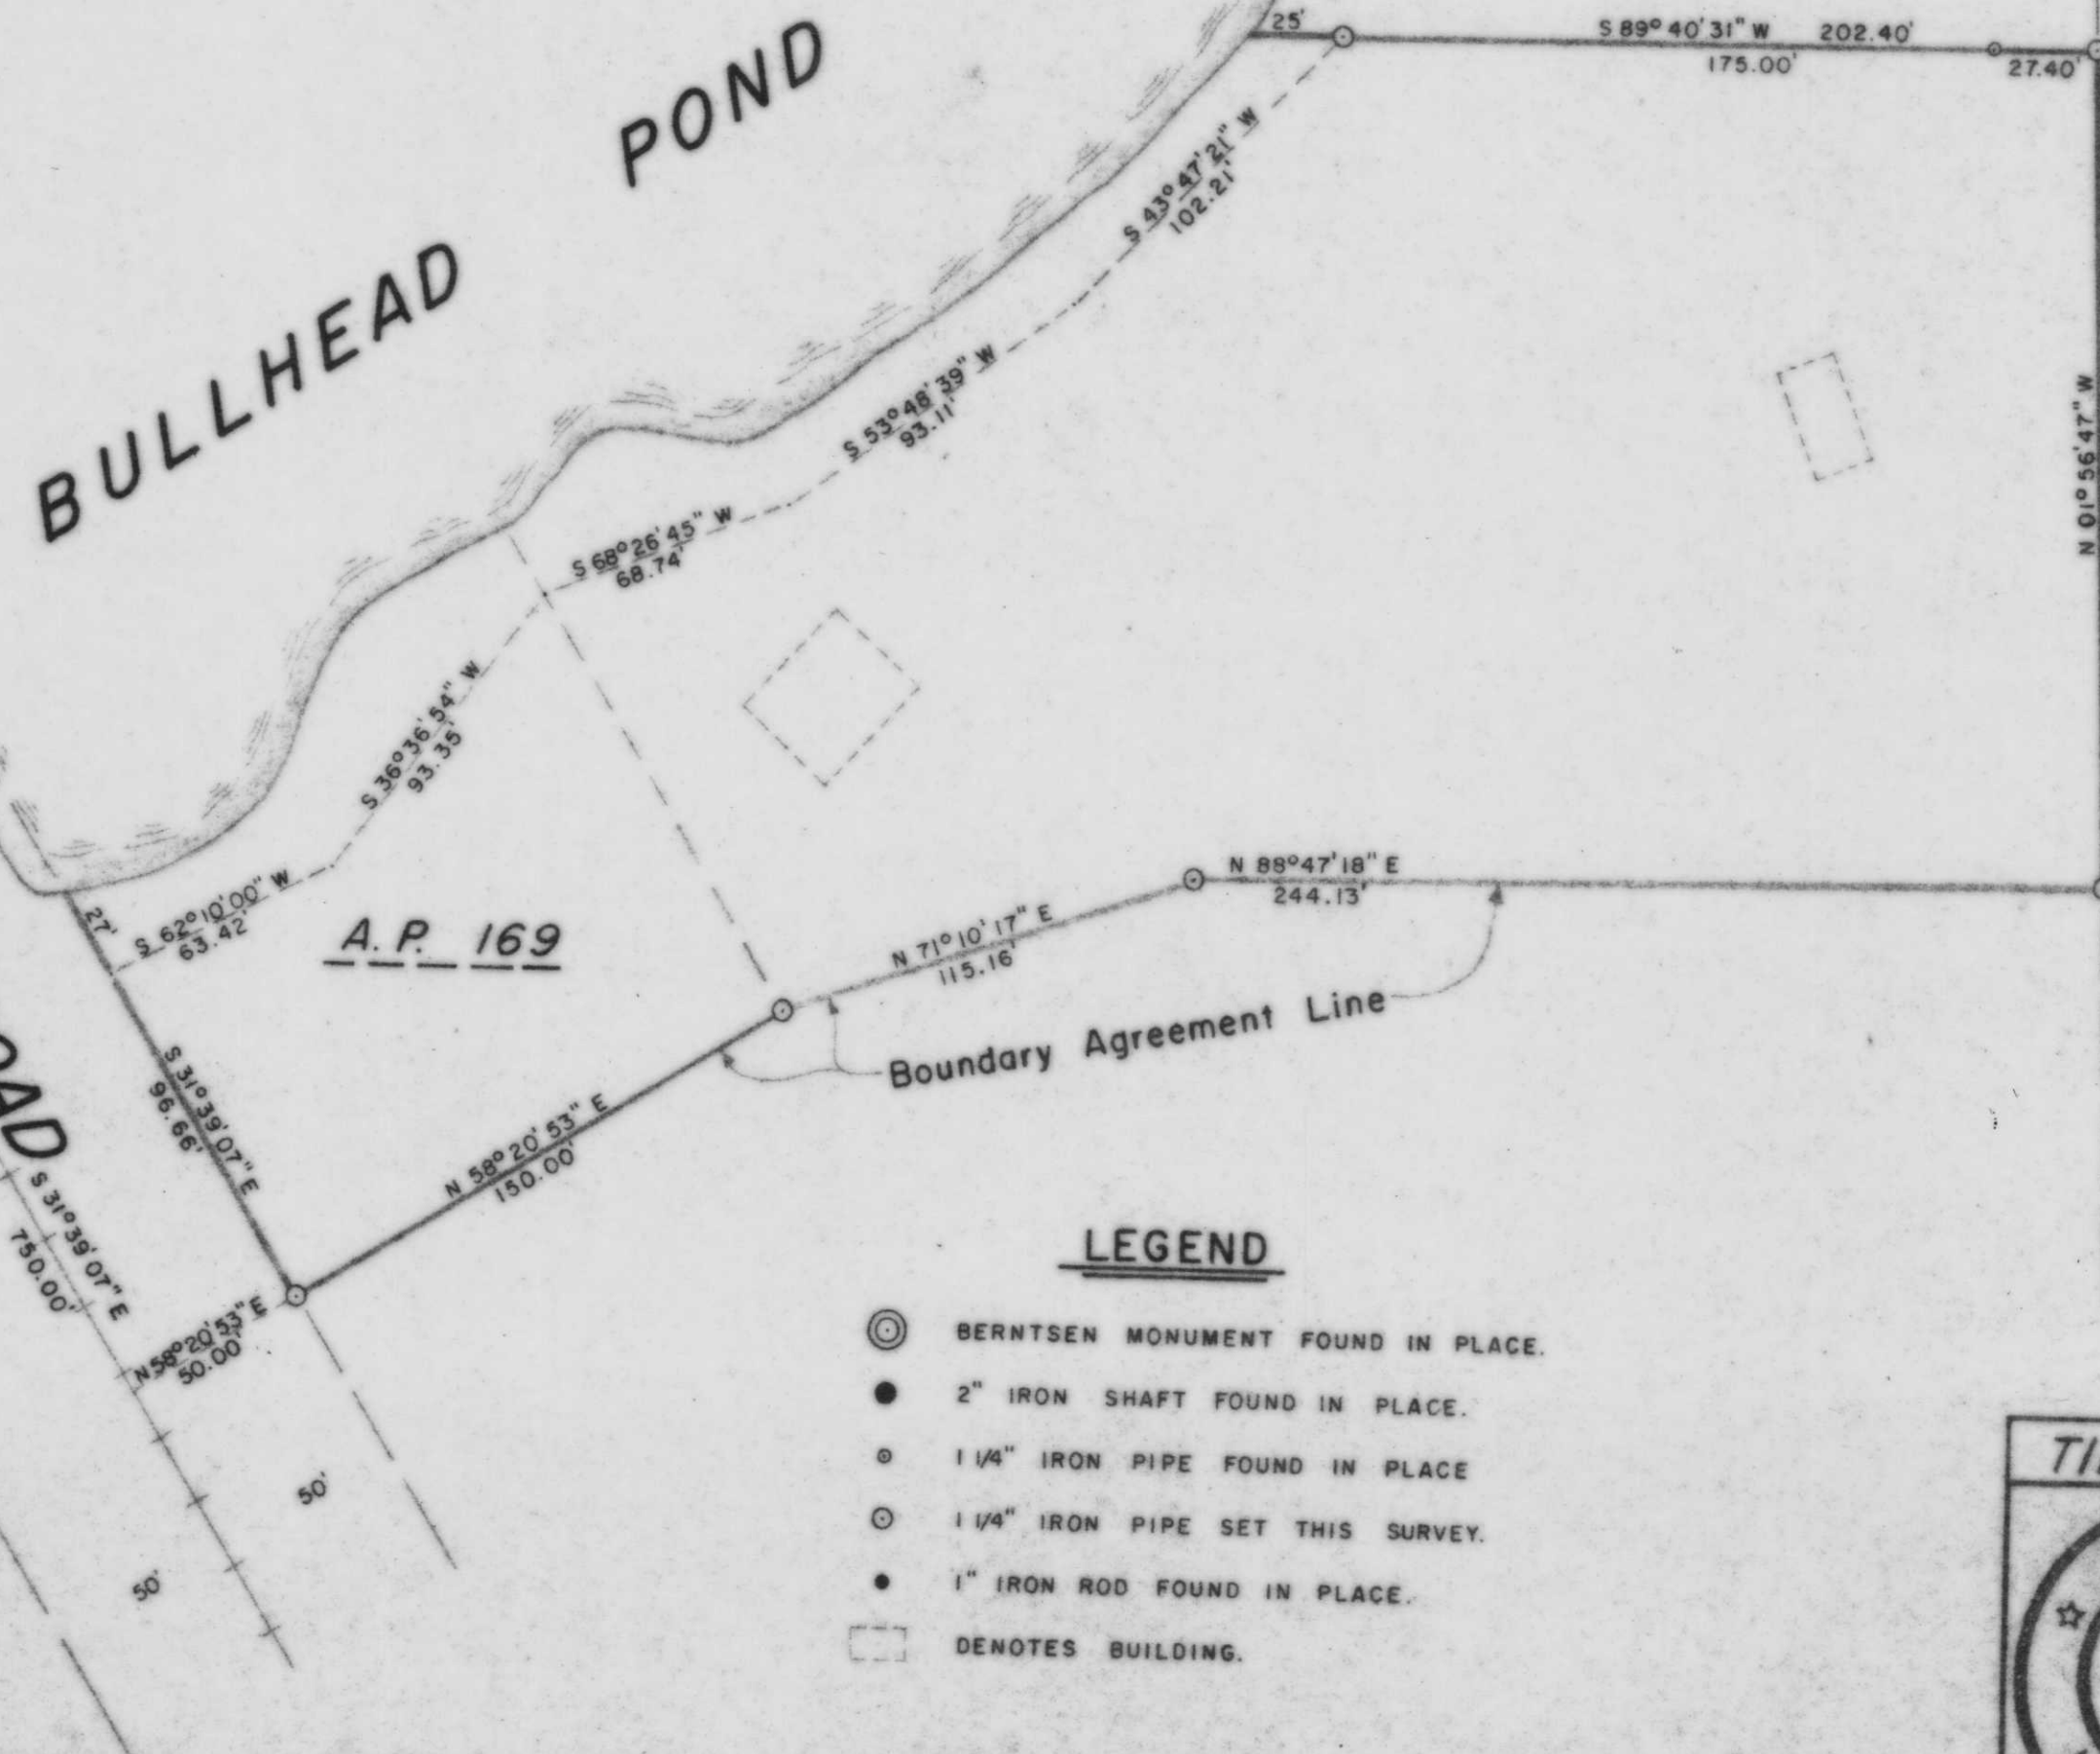 25'
S 89° 40' 31" W 202.40'
175.00'
27.40'
POND
BULLHEAD
S 43° 47' 21" W
102.21'
S 53° 48' 39" W
93.11'
N 01° 56' 47" W
S 68° 26' 45" W
68.74'
S 36° 36' 54" W
93.35'
S 62° 10' 00" W
63.42'
27'
A. P. 169
N 88° 47' 18" E
244.13'
N 71° 10' 17" E
115.16'
Boundary Agreement Line
S 31° 39' 07" E
96.66'
N 58° 20' 53" E
150.00'
S 31° 39' 07" E
750.00'
N 58° 20' 53" E
50.00'
50'
50'
LEGEND
BERNTSEN MONUMENT FOUND IN PLACE.
2" IRON SHAFT FOUND IN PLACE.
1 1/4" IRON PIPE FOUND IN PLACE
1 1/4" IRON PIPE SET THIS SURVEY.
1" IRON ROD FOUND IN PLACE.
DENOTES BUILDING.